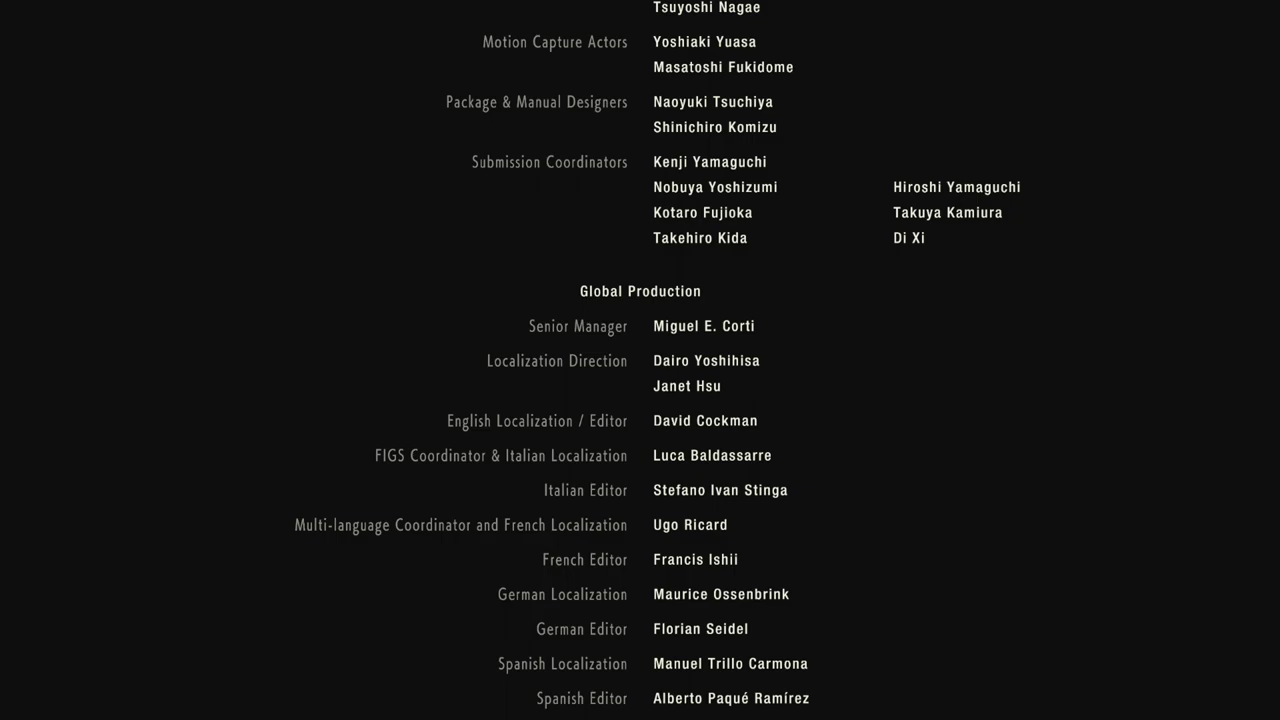 Tsuyoshi Nagae
Motion Capture Actors Yoshiaki Yuasa
Masatoshi Fukidome
Package & Manual Designers Naoyuki Tsuchiya
Shinichiro Komizu
Submission Coordinators Kenji Yamaguchi
Nobuya Yoshizumi Hiroshi Yamaguchi
Kotaro Fujioka Takuya Kamiura
Takehiro Kida Di Xi
Global Production
Senior Manager Miguel E. Corti
Localization Direction Dairo Yoshihisa
Janet Hsu
English Localization / Editor David Cockman
FIGS Coordinator & Italian Localization Luca Baldassarre
Italian Editor Stefano Ivan Stinga
Multi-language Coordinator and French Localization Ugo Ricard
French Editor Francis Ishii
German Localization Maurice Ossenbrink
German Editor Florian Seidel
Spanish Localization Manuel Trillo Carmona
Spanish Editor Alberto Paqué Ramírez